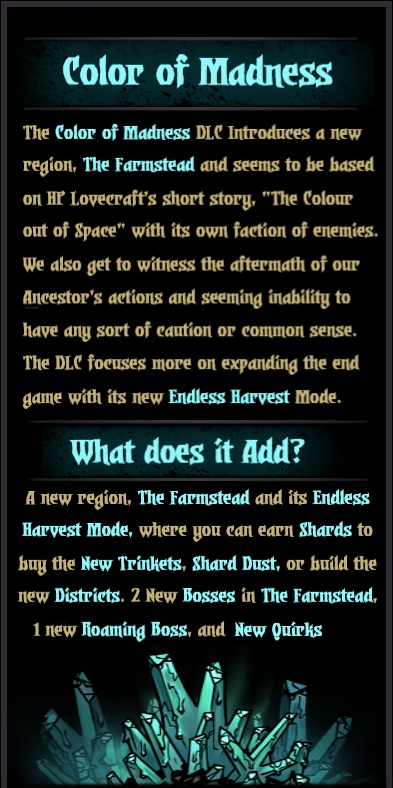 Color of Madness
The Color of Madness DLC Introduces a new
region, The Farmstead and seems to be based
on HP Lovecraft's short story, "The Colour
out of Space" with its own faction of enemies.
We also get to witness the aftermath of our
Ancestor's actions and seeming inability to
have any sort of caution or common sense.
The DLC focuses more on expanding the end
game with its new Endless Harvest Mode.
What does it Add?
A new region, The Farmstead and its Endless
Harvest Mode, where you can earn Shards to
buy the New Trinkets, Shard Dust, or build the
new Districts. 2 New Bosses in The Farmstead,
1 new Roaming Boss, and New Quirks